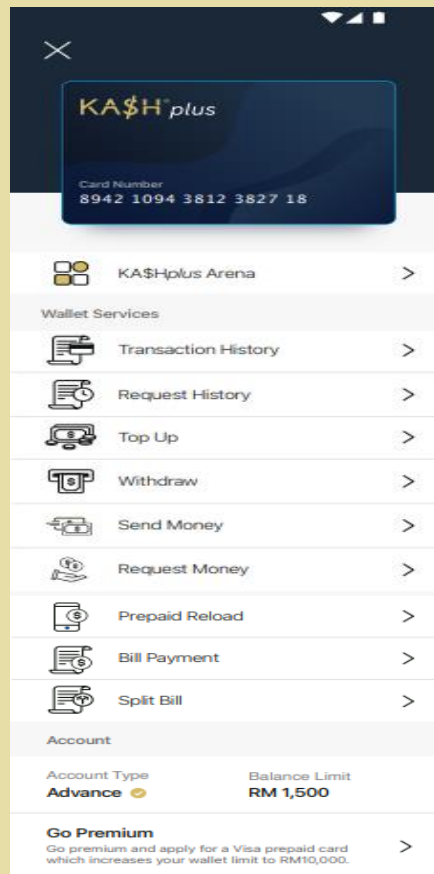 KA$H® plus
Card Number
8942 1094 3812 3827 18
KA$Hplus Arena
Wallet Services
Transaction History
Request History
Top Up
Withdraw
Send Money
Request Money
Prepaid Reload
Bill Payment
Split Bill
Account
Account Type
Balance Limit
Advance
RM 1,500
Go Premium
Go premium and apply for a Visa prepaid card
which increases your wallet limit to RM10,000.